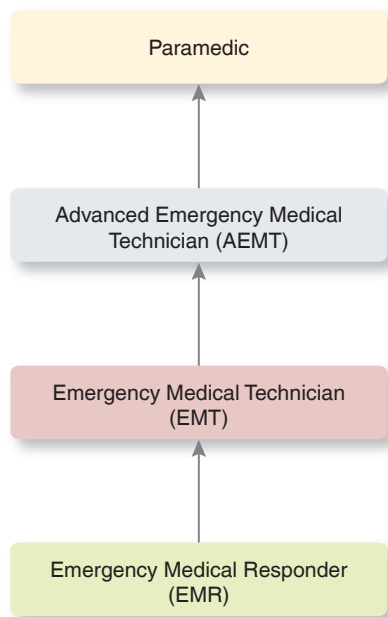 Paramedic
Advanced Emergency Medical
Technician (AEMT)
Emergency Medical Technician
(EMT)
Emergency Medical Responder
(EMR)